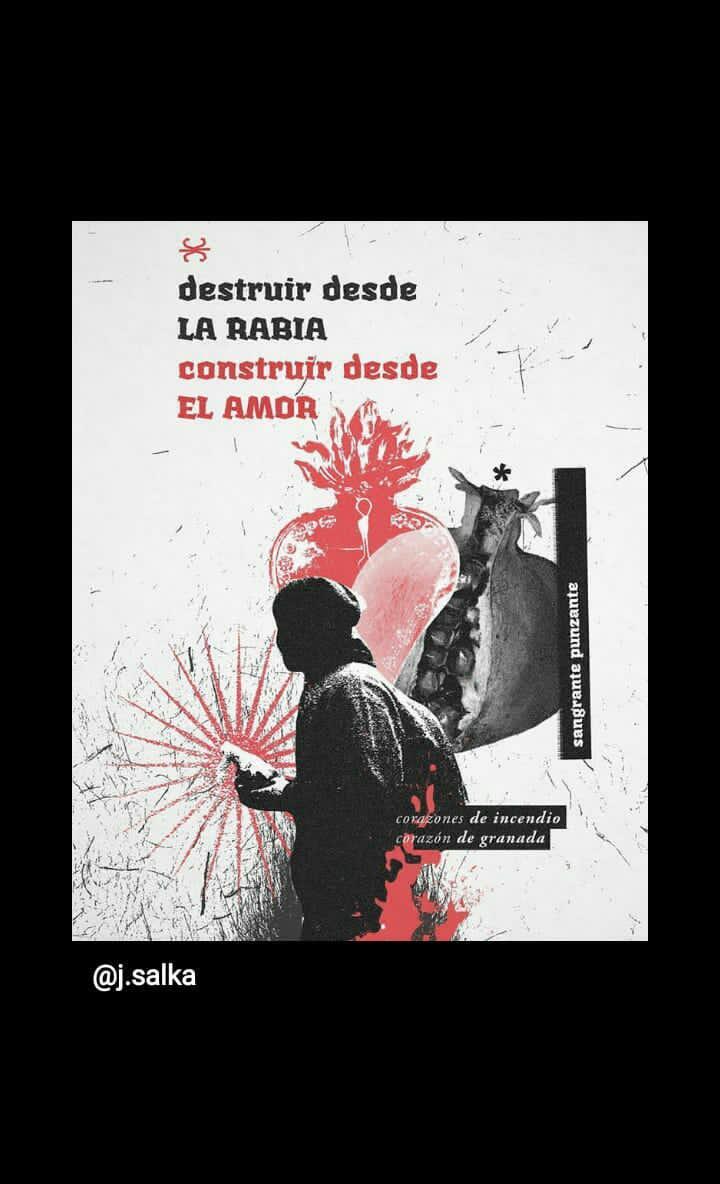 destruir desde
LA RABIA
construir desde
EL AMOR
*
sangrante punzante
corazones de incendio
corazón de granada
@j.salka